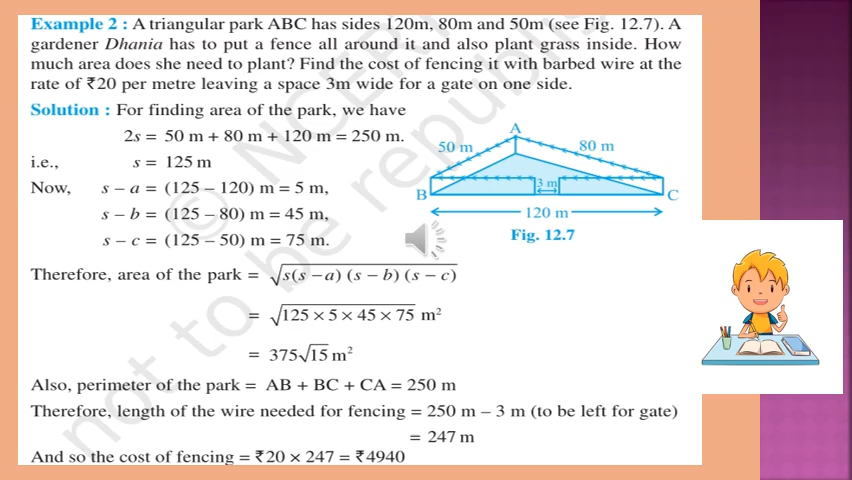 Example 2 : A triangular park ABC has sides 120m, 80m and 50m (see Fig. 12.7). A
gardener Dhania has to put a fence all around it and also plant grass inside. How
much area does she need to plant? Find the cost of fencing it with barbed wire at the
rate of ₹20 per metre leaving a space 3m wide for a gate on one side.
Solution : For finding area of the park, we have
2s = 50 m + 80 m + 120 m = 250 m.
i.e., s = 125 m
Now, s – a = (125 – 120) m = 5 m,
s – b = (125 – 80) m = 45 m,
s – c = (125 – 50) m = 75 m.
A
50 m
80 m
B
3 m
C
120 m
Fig. 12.7
Therefore, area of the park = √s(s – a) (s – b) (s – c)
= √125 × 5 × 45 × 75 m²
= 375√15 m²
Also, perimeter of the park = AB + BC + CA = 250 m
Therefore, length of the wire needed for fencing = 250 m – 3 m (to be left for gate)
= 247 m
And so the cost of fencing = ₹20 × 247 = ₹4940
© NCERT
not to be republi